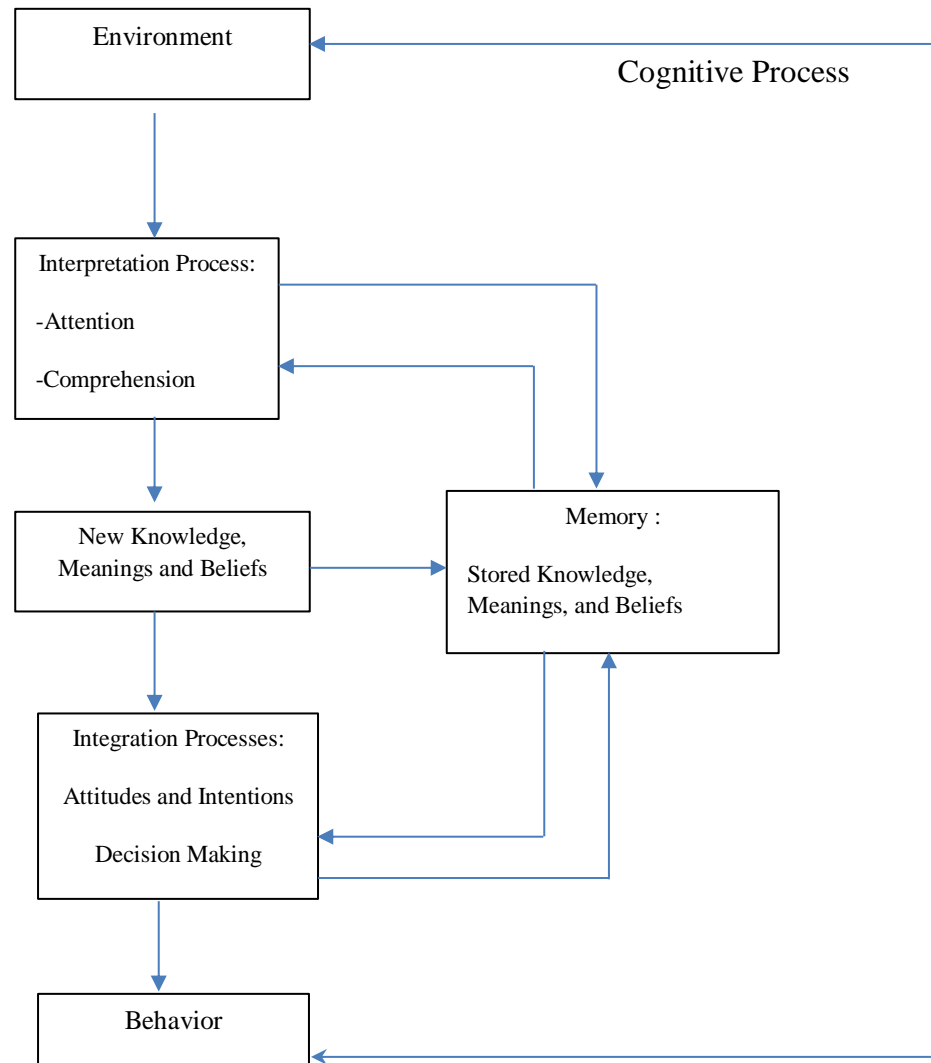 Environment
Cognitive Process
Interpretation Process:
-Attention
-Comprehension
New Knowledge,
Meanings and Beliefs
Memory :
Stored Knowledge,
Meanings, and Beliefs
Integration Processes:
Attitudes and Intentions
Decision Making
Behavior